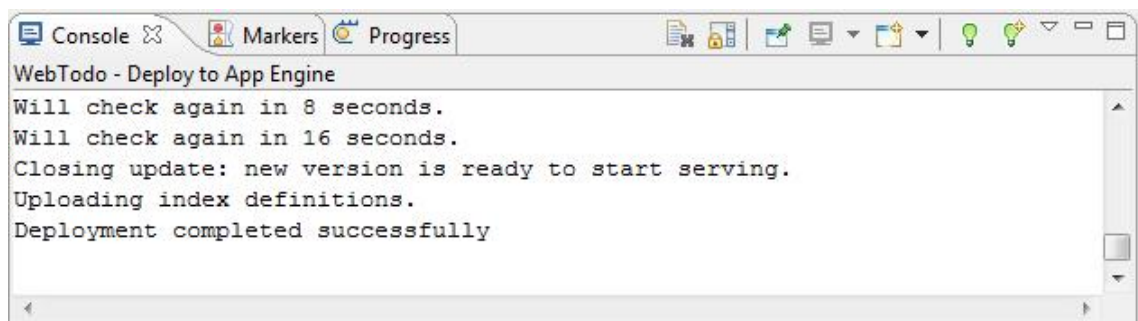 Console Markers Progress
WebTodo - Deploy to App Engine
Will check again in 8 seconds.
Will check again in 16 seconds.
Closing update: new version is ready to start serving.
Uploading index definitions.
Deployment completed successfully